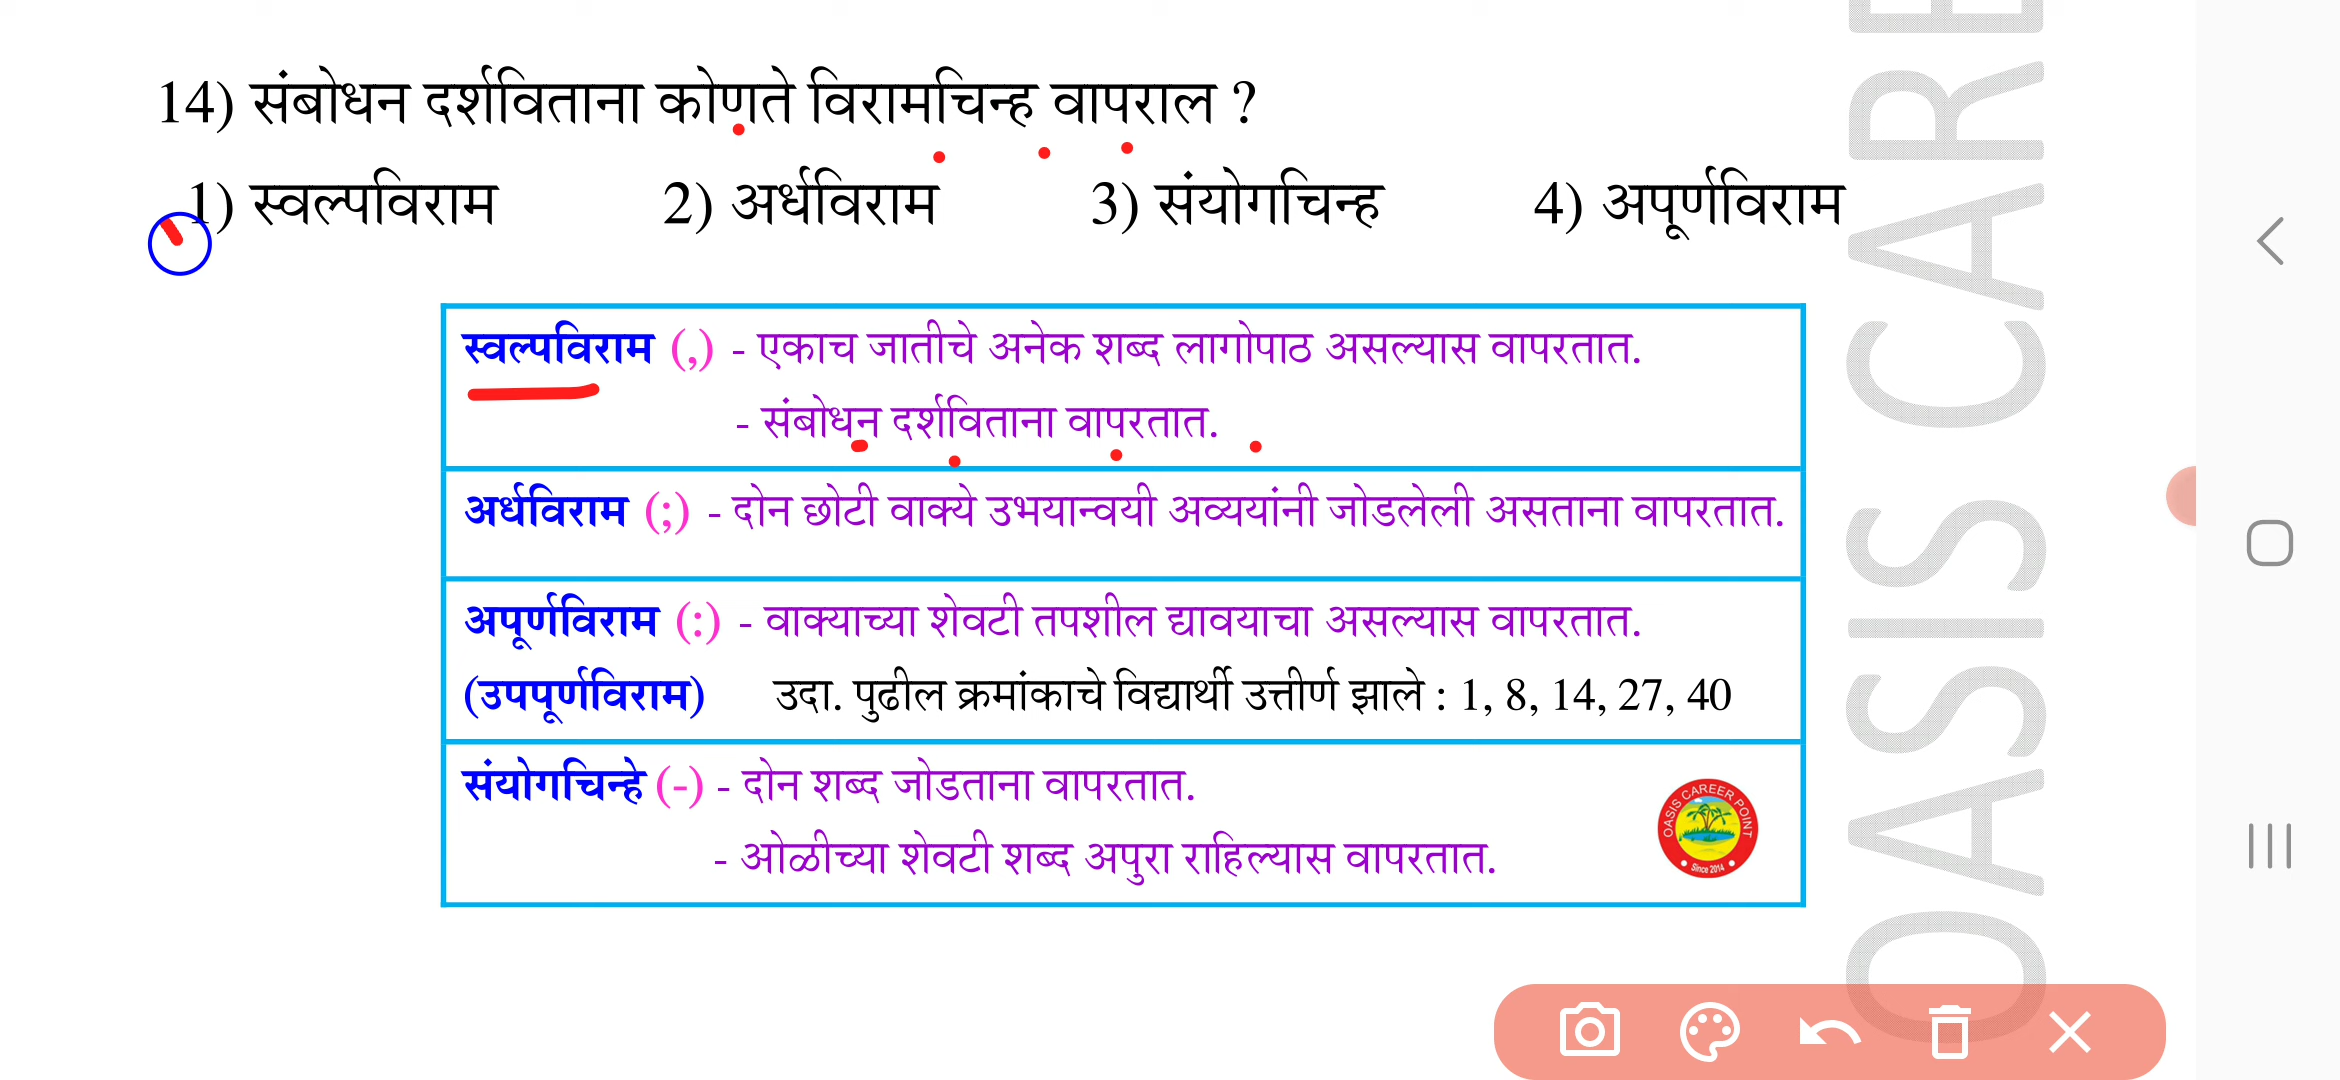 14) संबोधन दर्शविताना कोणते विरामचिन्ह वापराल ?
1) स्वल्पविराम 2) अर्धविराम 3) संयोगचिन्ह 4) अपूर्णविराम
स्वल्पविराम (,) - एकाच जातीचे अनेक शब्द लागोपाठ असल्यास वापरतात.
- संबोधन दर्शविताना वापरतात.
अर्धविराम (;) - दोन छोटी वाक्ये उभयान्वयी अव्ययांनी जोडलेली असताना वापरतात.
अपूर्णविराम (:) - वाक्याच्या शेवटी तपशील द्यावयाचा असल्यास वापरतात.
(उपपूर्णविराम) उदा. पुढील क्रमांकाचे विद्यार्थी उत्तीर्ण झाले : 1, 8, 14, 27, 40
संयोगचिन्हे (-) - दोन शब्द जोडताना वापरतात.
- ओळीच्या शेवटी शब्द अपुरा राहिल्यास वापरतात.
OASIS CAREER POINT
Since 2014
OASIS CARE